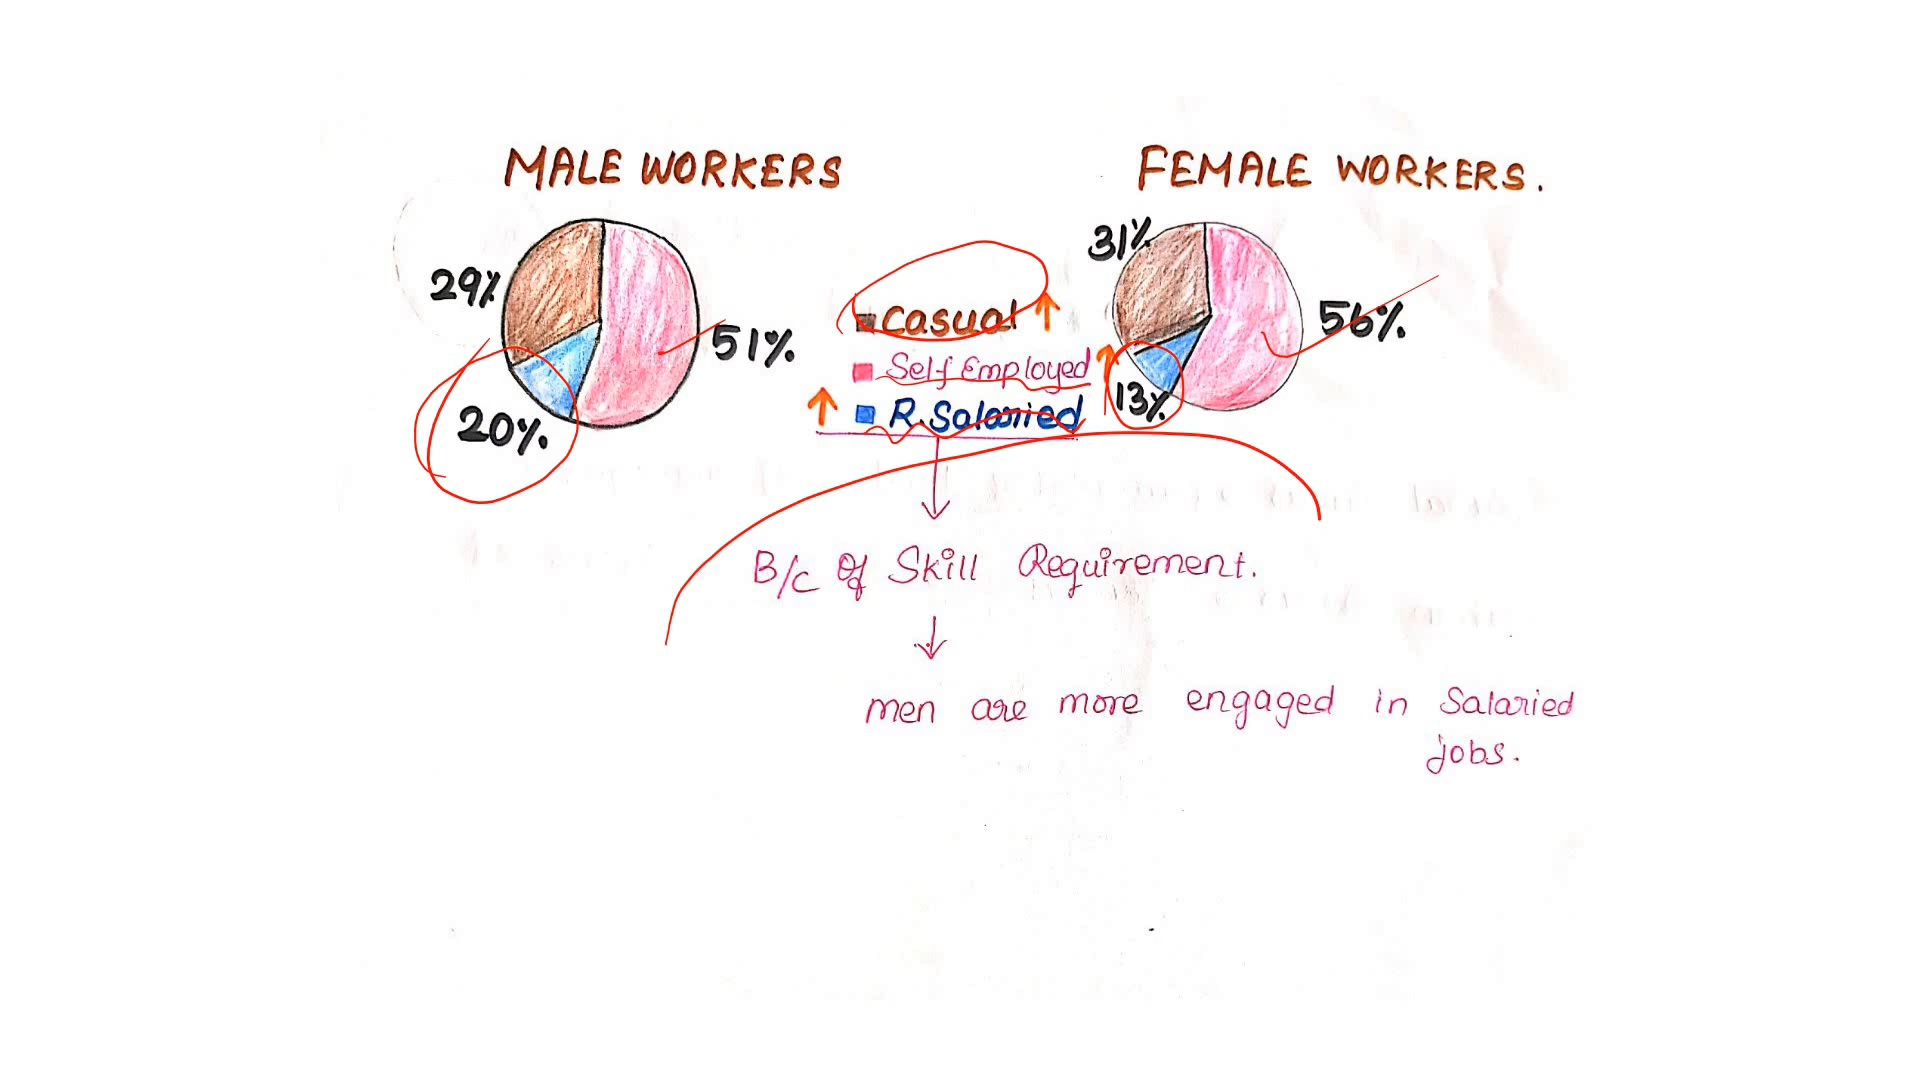 MALE WORKERS
FEMALE WORKERS.
29%
51%
20%
Casual
Self Employed
R. Salaried
31%
56%
13%
B/c Of Skill Requirement.
men are more engaged in Salaried
jobs.